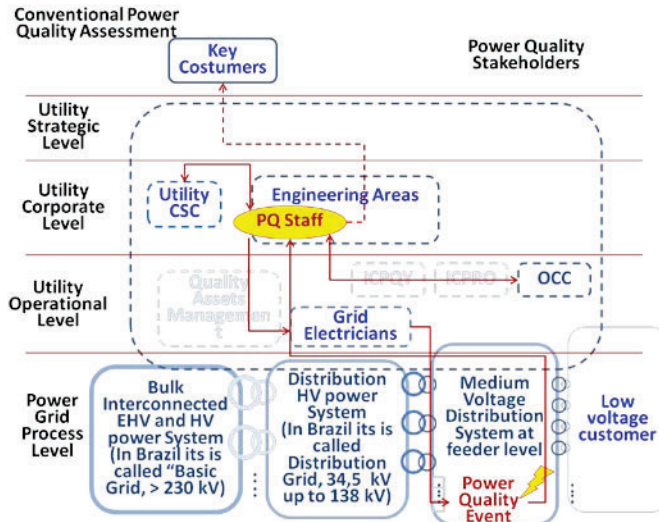 Conventional Power
Quality Assessment
Key
Costumers
Power Quality
Stakeholders
Utility
Strategic
Level
Utility
Corporate
Level
Utility
CSC
Engineering Areas
PQ Staff
Utility
Operational
Level
Quality
Assets
Managemen
t
ICPQY
ICPRO
OCC
Grid
Electricians
Power
Grid
Process
Level
Bulk
Interconnected
EHV and HV
power System
(In Brazil its is
called “Basic
Grid, > 230 kV)
Distribution
HV power
System
(In Brazil its is
called
Distribution
Grid, 34,5 kV
up to 138 kV)
Medium
Voltage
Distribution
System at
feeder level
Power
Quality
Event
Low
voltage
customer